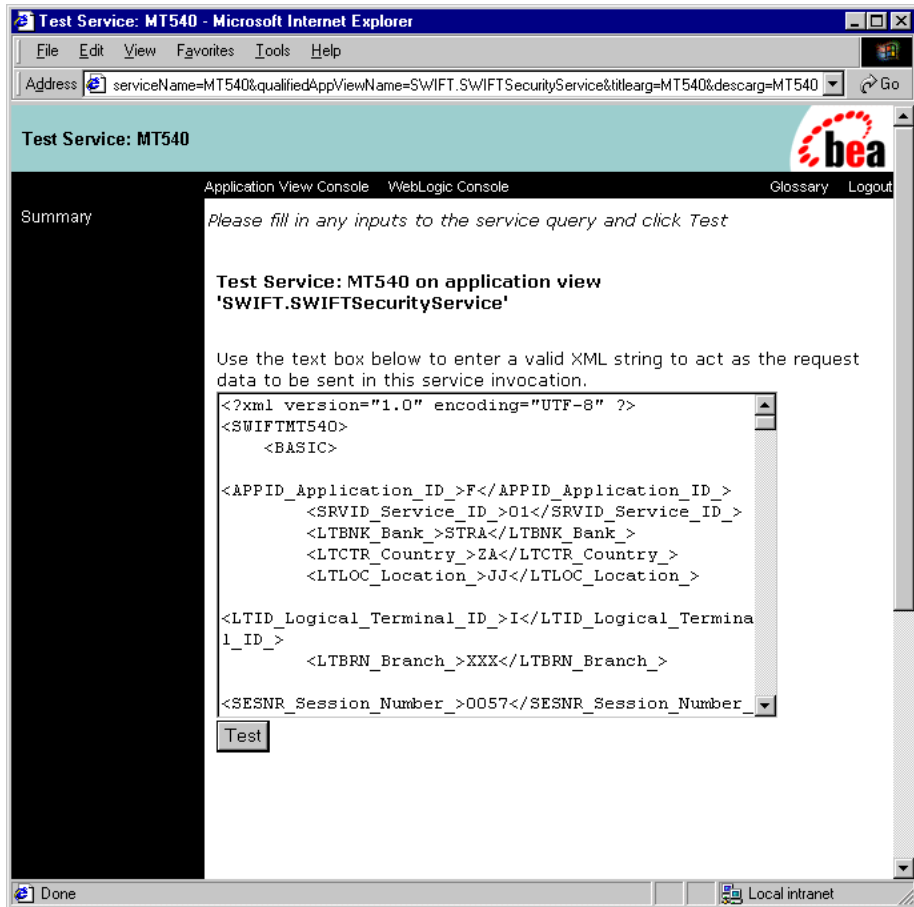 Test Service: MT540 - Microsoft Internet Explorer
File Edit View Favorites Tools Help
Address serviceName=MT540&qualifiedAppViewName=SWIFT.SWIFTSecurityService&titlearg=MT540&descarg=MT540 Go
Test Service: MT540
bea
Application View Console WebLogic Console Glossary Logout
Summary
Please fill in any inputs to the service query and click Test
Test Service: MT540 on application view
'SWIFT.SWIFTSecurityService'
Use the text box below to enter a valid XML string to act as the request
data to be sent in this service invocation.
<?xml version="1.0" encoding="UTF-8" ?>
<SWIFTMT540>
<BASIC>
<APPID_Application_ID_>F</APPID_Application_ID_>
<SRVID_Service_ID_>01</SRVID_Service_ID_>
<LTBNK_Bank_>STRA</LTBNK_Bank_>
<LTCTR_Country_>ZA</LTCTR_Country_>
<LTLOC_Location_>JJ</LTLOC_Location_>
<LTID_Logical_Terminal_ID_>I</LTID_Logical_Termina
l_ID_>
<LTBRN_Branch_>XXX</LTBRN_Branch_>
<SESNR_Session_Number_>0057</SESNR_Session_Number_
Test
Done
Local intranet